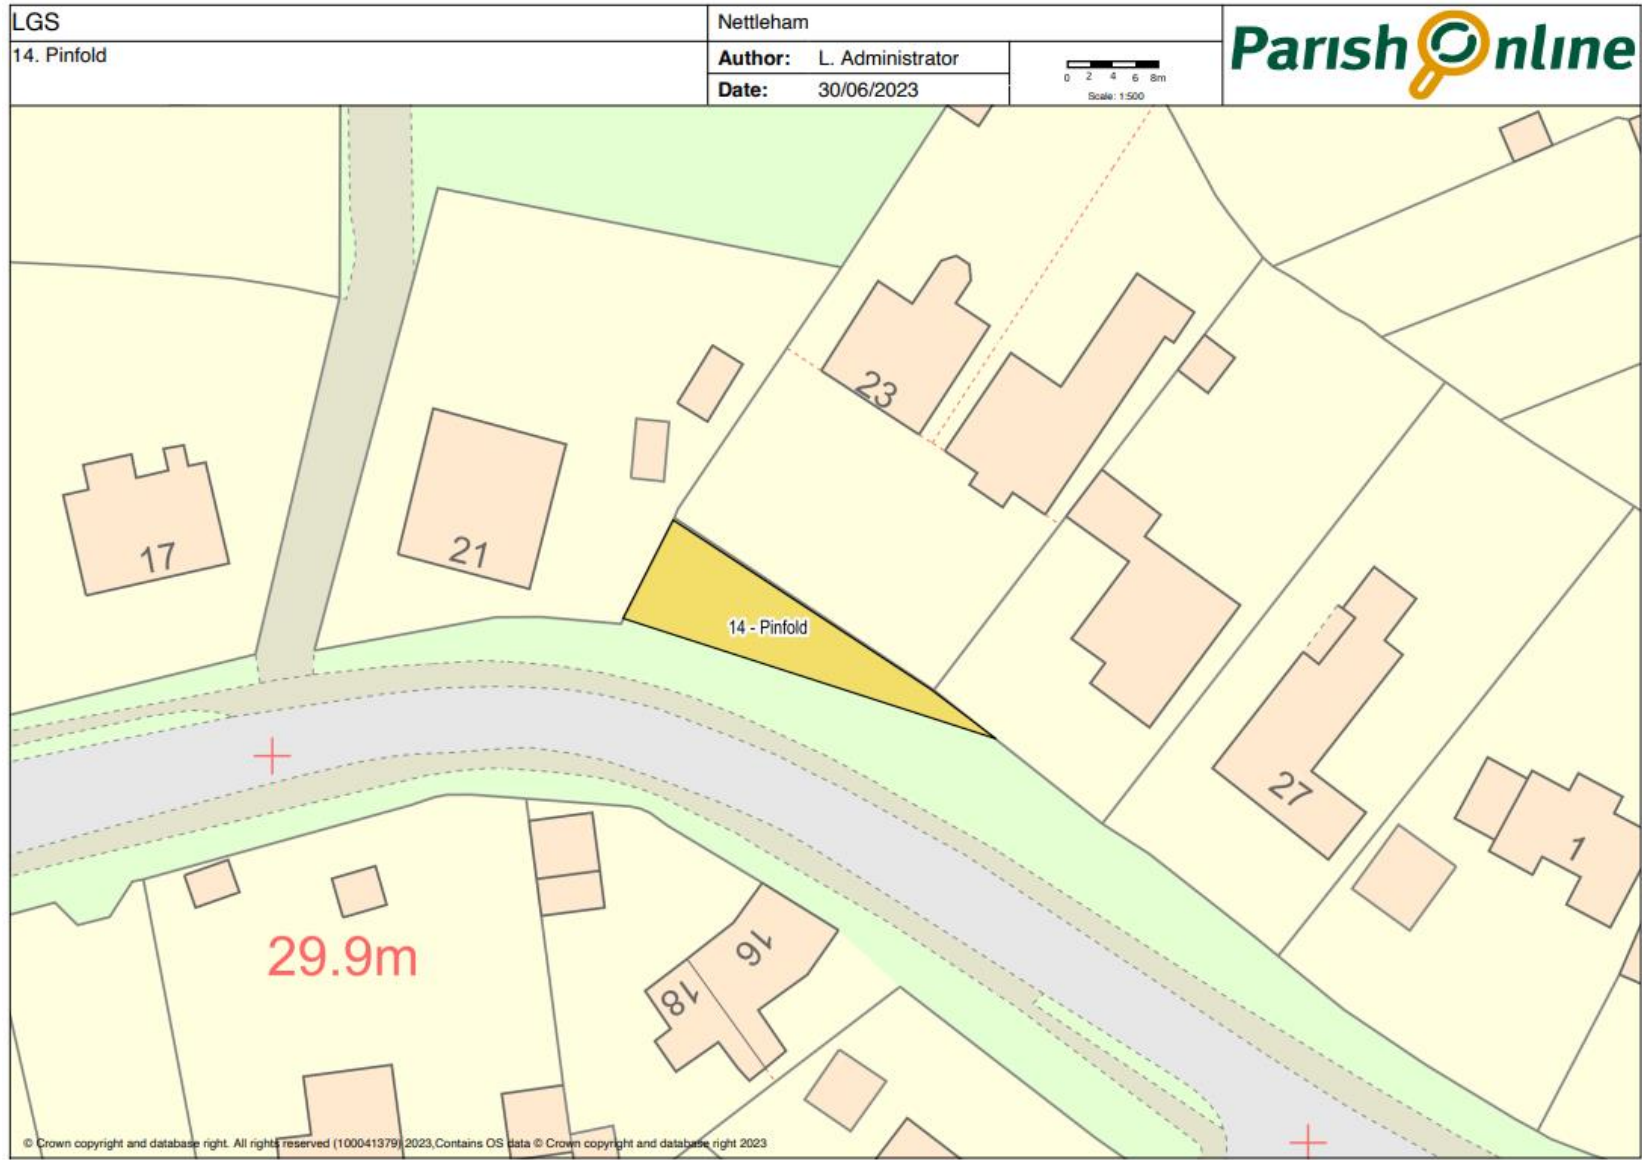 LGS
Nettleham
14. Pinfold
Author: L. Administrator
Date: 30/06/2023
0 2 4 6 8m
Scale: 1:500
Parish Online
23
17
21
14 - Pinfold
27
1
29.9m
16
18
© Crown copyright and database right. All rights reserved (100041379) 2023,Contains OS data © Crown copyright and database right 2023